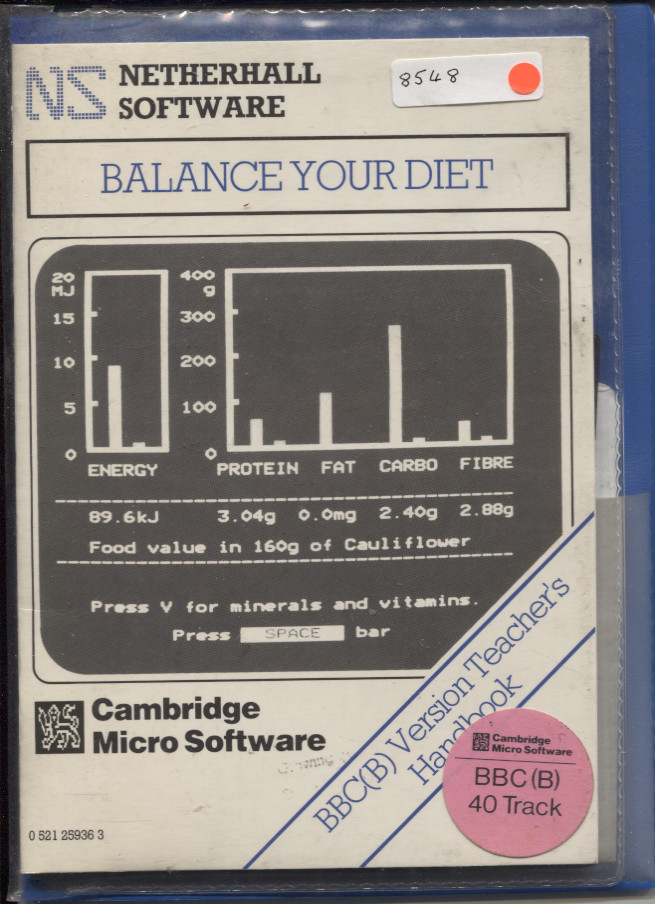 NS NETHERHALL
SOFTWARE
8548
BALANCE YOUR DIET
20
MJ
15
10
5
0
ENERGY
400
g
300
200
100
0
PROTEIN FAT CARBO FIBRE
89.6kJ 3.04g 0.0mg 2.40g 2.88g
Food value in 160g of Cauliflower
Press V for minerals and vitamins.
Press SPACE bar
Cambridge
Micro Software
BBC(B) Version Teacher's
Handbook
Cambridge
Micro Software
BBC (B)
40 Track
0 521 25936 3